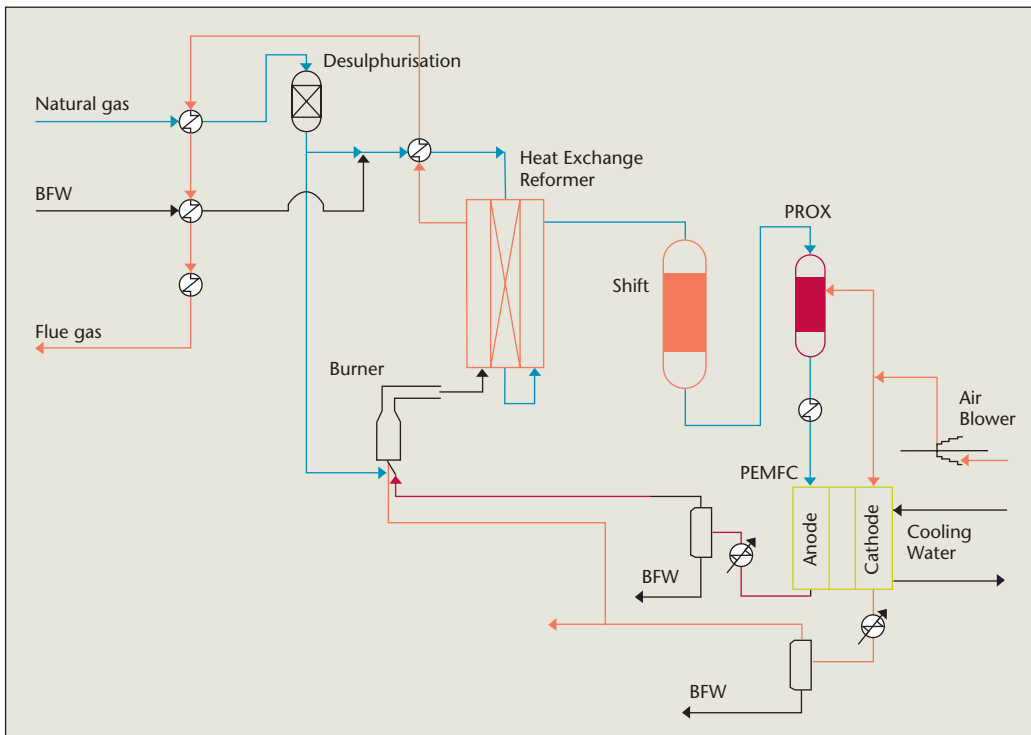 Desulphurisation
Natural gas
Heat Exchange
Reformer
BFW
PROX
Shift
Flue gas
Burner
Air
Blower
PEMFC
Anode
Cathode
Cooling
Water
BFW
BFW